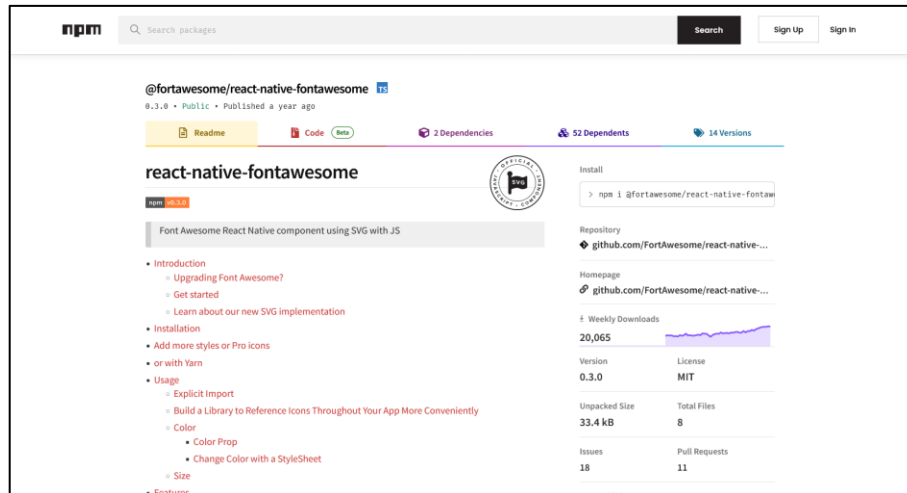 npm
Search packages
Search
Sign Up
Sign In
@fortawesome/react-native-fontawesome TS
0.3.0 • Public • Published a year ago
Readme
Code Beta
2 Dependencies
52 Dependents
14 Versions
react-native-fontawesome
OFFICIAL
SVG
JAVASCRIPT COMPONENT
npm v0.3.0
Font Awesome React Native component using SVG with JS
• Introduction
○ Upgrading Font Awesome?
○ Get started
○ Learn about our new SVG implementation
• Installation
• Add more styles or Pro icons
• or with Yarn
• Usage
○ Explicit Import
○ Build a Library to Reference Icons Throughout Your App More Conveniently
○ Color
▪ Color Prop
▪ Change Color with a StyleSheet
○ Size
• Features
Install
> npm i @fortawesome/react-native-fontaw
Repository
github.com/FortAwesome/react-native-...
Homepage
github.com/FortAwesome/react-native-...
Weekly Downloads
20,065
Version
License
0.3.0
MIT
Unpacked Size
Total Files
33.4 kB
8
Issues
Pull Requests
18
11